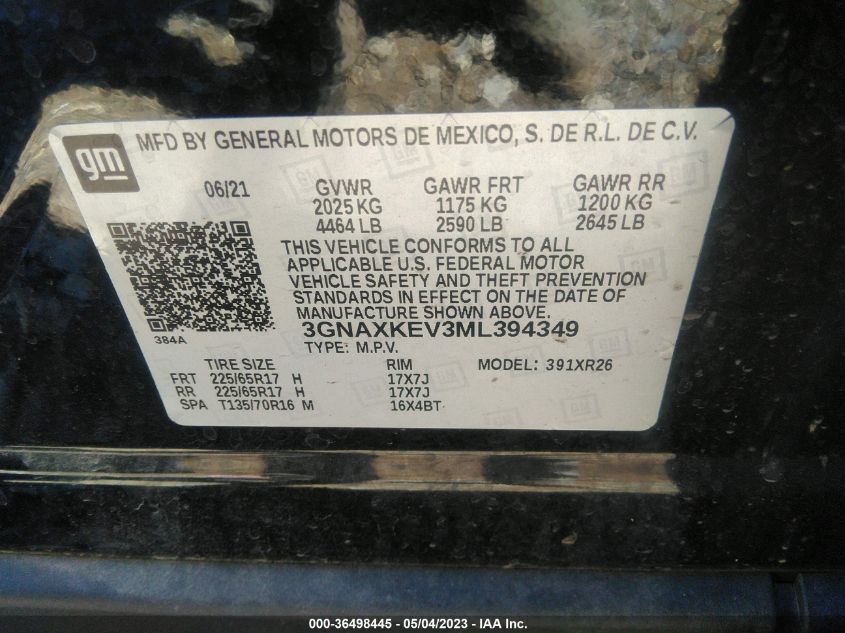 gm
MFD BY GENERAL MOTORS DE MEXICO, S. DE R.L. DE C.V.
06/21 GVWR GAWR FRT GAWR RR
2025 KG 1175 KG 1200 KG
4464 LB 2590 LB 2645 LB
THIS VEHICLE CONFORMS TO ALL
APPLICABLE U.S. FEDERAL MOTOR
VEHICLE SAFETY AND THEFT PREVENTION
STANDARDS IN EFFECT ON THE DATE OF
MANUFACTURE SHOWN ABOVE.
384A 3GNAXKEV3ML394349
TYPE: M.P.V.
TIRE SIZE RIM MODEL: 391XR26
FRT 225/65R17 H 17X7J
RR 225/65R17 H 17X7J
SPA T135/70R16 M 16X4BT
000-36498445 - 05/04/2023 - IAA Inc.